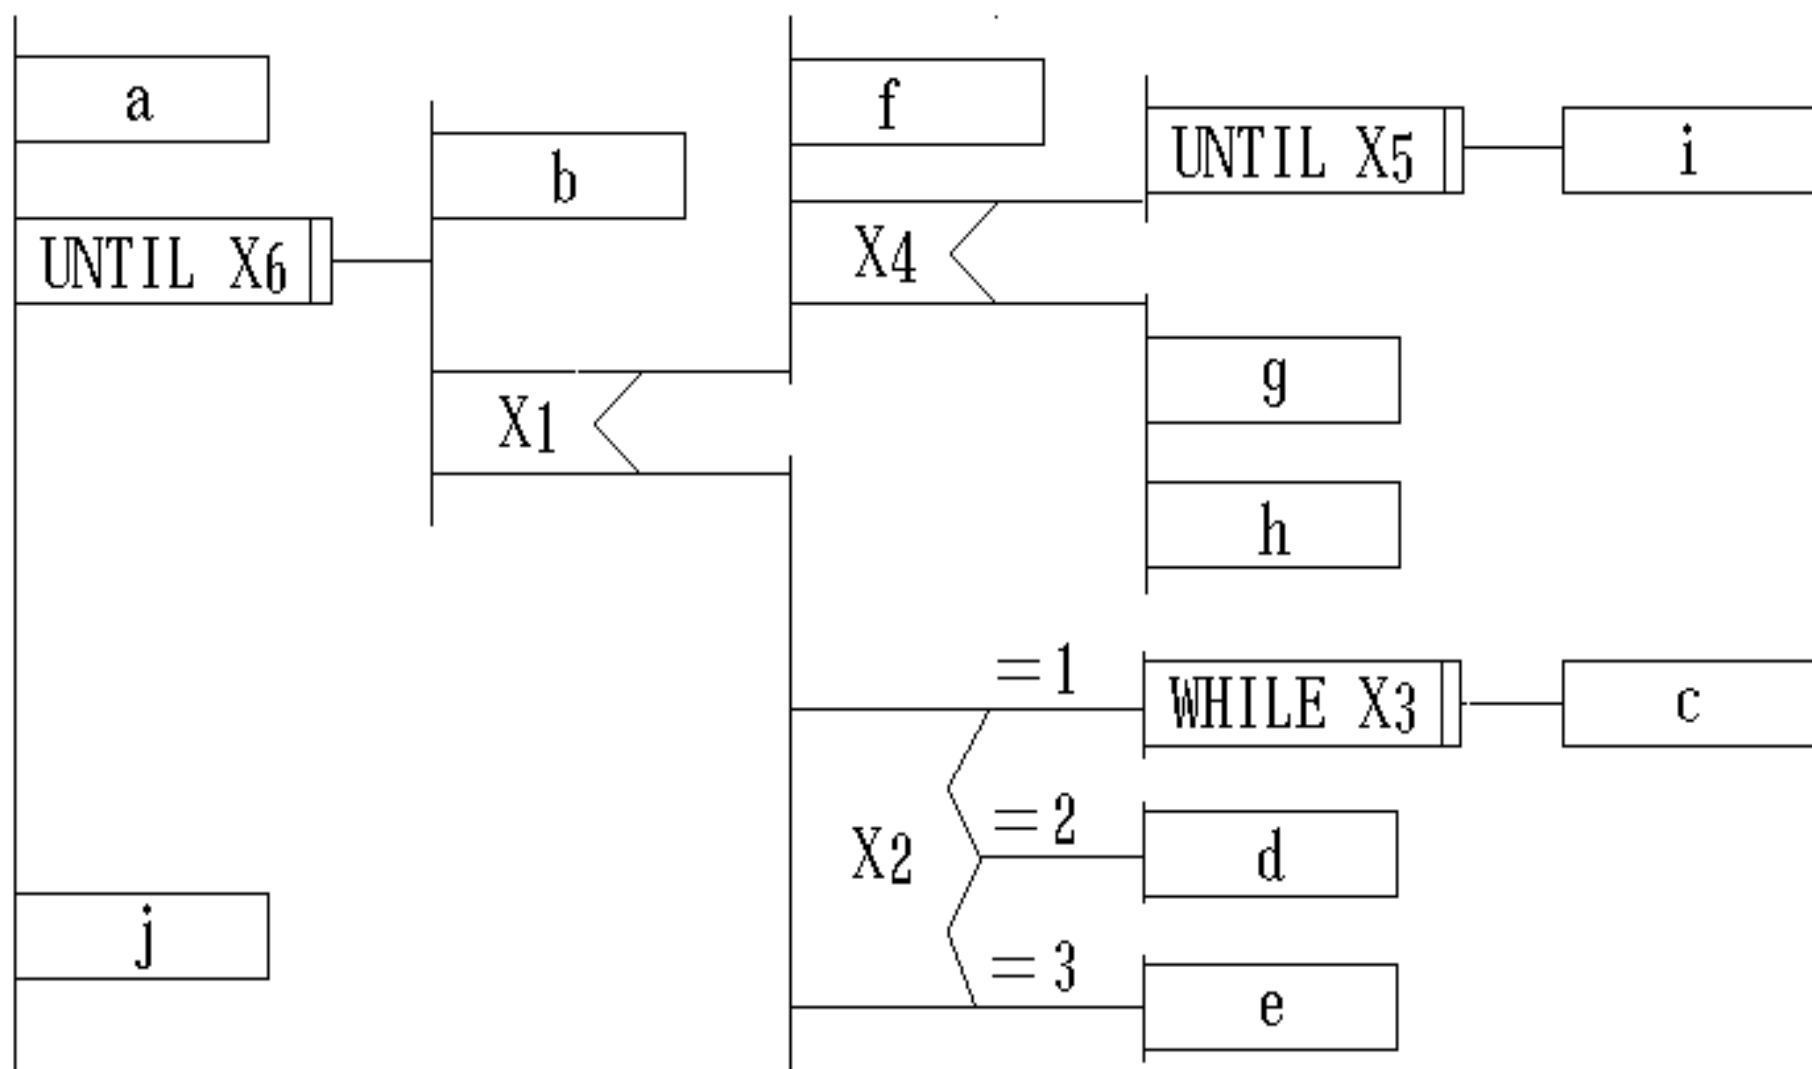 a
f
b
UNTIL X5
i
UNTIL X6
X4
g
X1
h
=1
WHILE X3
c
=2
X2
d
j
=3
e